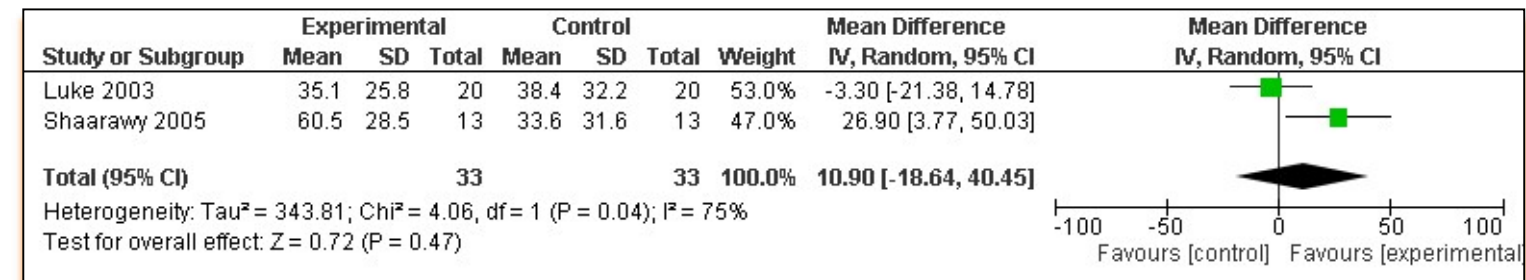 Experimental Control Mean Difference Mean Difference
Study or Subgroup Mean SD Total Mean SD Total Weight IV, Random, 95% CI IV, Random, 95% CI
Luke 2003 35.1 25.8 20 38.4 32.2 20 53.0% -3.30 [-21.38, 14.78]
Shaarawy 2005 60.5 28.5 13 33.6 31.6 13 47.0% 26.90 [3.77, 50.03]
Total (95% CI) 33 33 100.0% 10.90 [-18.64, 40.45]
Heterogeneity: Tau² = 343.81; Chi² = 4.06, df = 1 (P = 0.04); I² = 75%
Test for overall effect: Z = 0.72 (P = 0.47)
-100 -50 0 50 100
Favours [control] Favours [experimental]